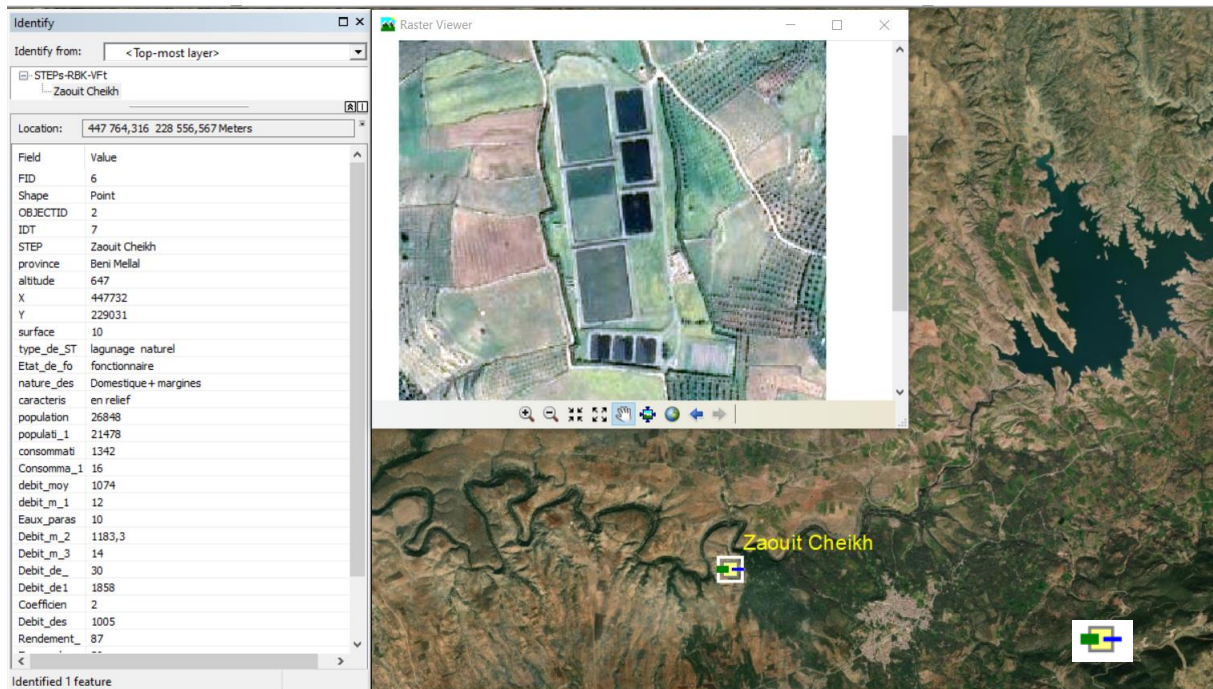 Identify
Identify from: <Top-most layer>
STEPs-RBK-VFt
Zaouit Cheikh
Location: 447 764,316 228 556,567 Meters
Field Value
FID 6
Shape Point
OBJECTID 2
IDT 7
STEP Zaouit Cheikh
province Beni Mellal
altitude 647
X 447732
Y 229031
surface 10
type_de_ST lagunage naturel
Etat_de_fo fonctionnaire
nature_des Domestique+margines
caracteris en relief
population 26848
populati_1 21478
consommati 1342
Consomma_1 16
debit_moy 1074
debit_m_1 12
Eaux_paras 10
Debit_m_2 1183,3
Debit_m_3 14
Debit_de_ 30
Debit_de1 1858
Coefficien 2
Debit_des 1005
Rendement_ 87
Identified 1 feature
Raster Viewer
Zaouit Cheikh